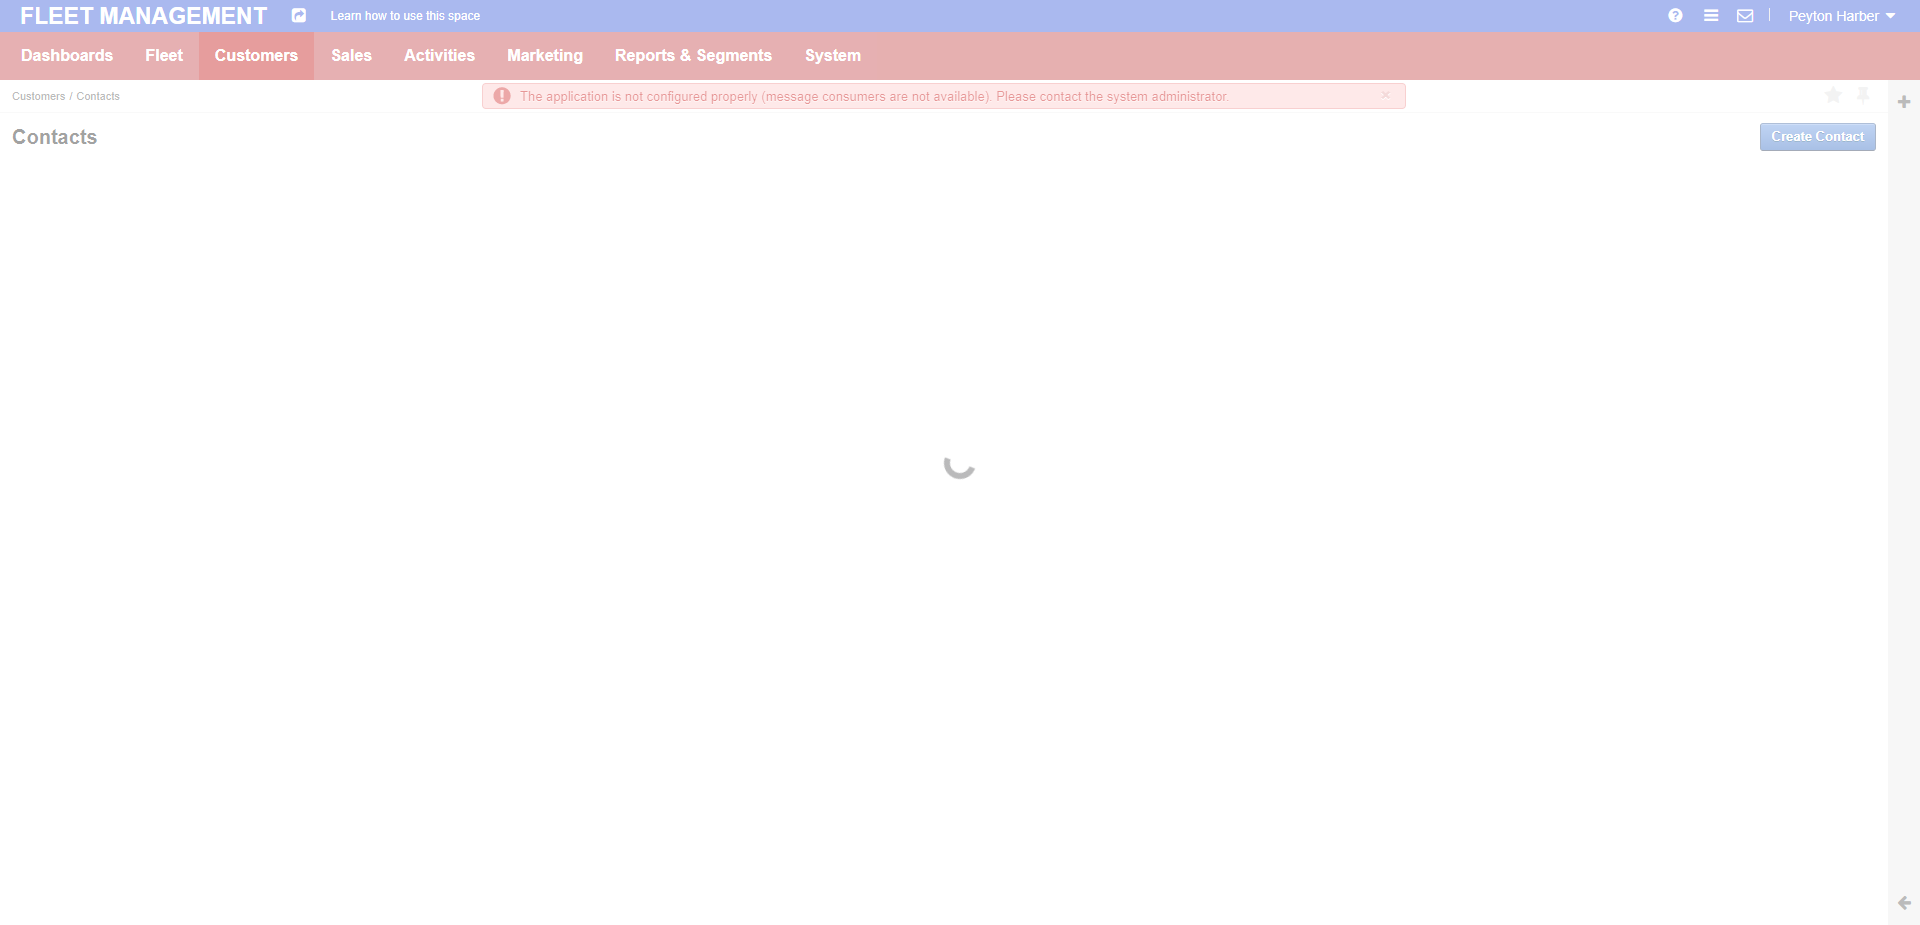 FLEET MANAGEMENT
Learn how to use this space
Peyton Harber
Dashboards Fleet Customers Sales Activities Marketing Reports & Segments System
Customers / Contacts
The application is not configured properly (message consumers are not available). Please contact the system administrator.
Contacts
Create Contact